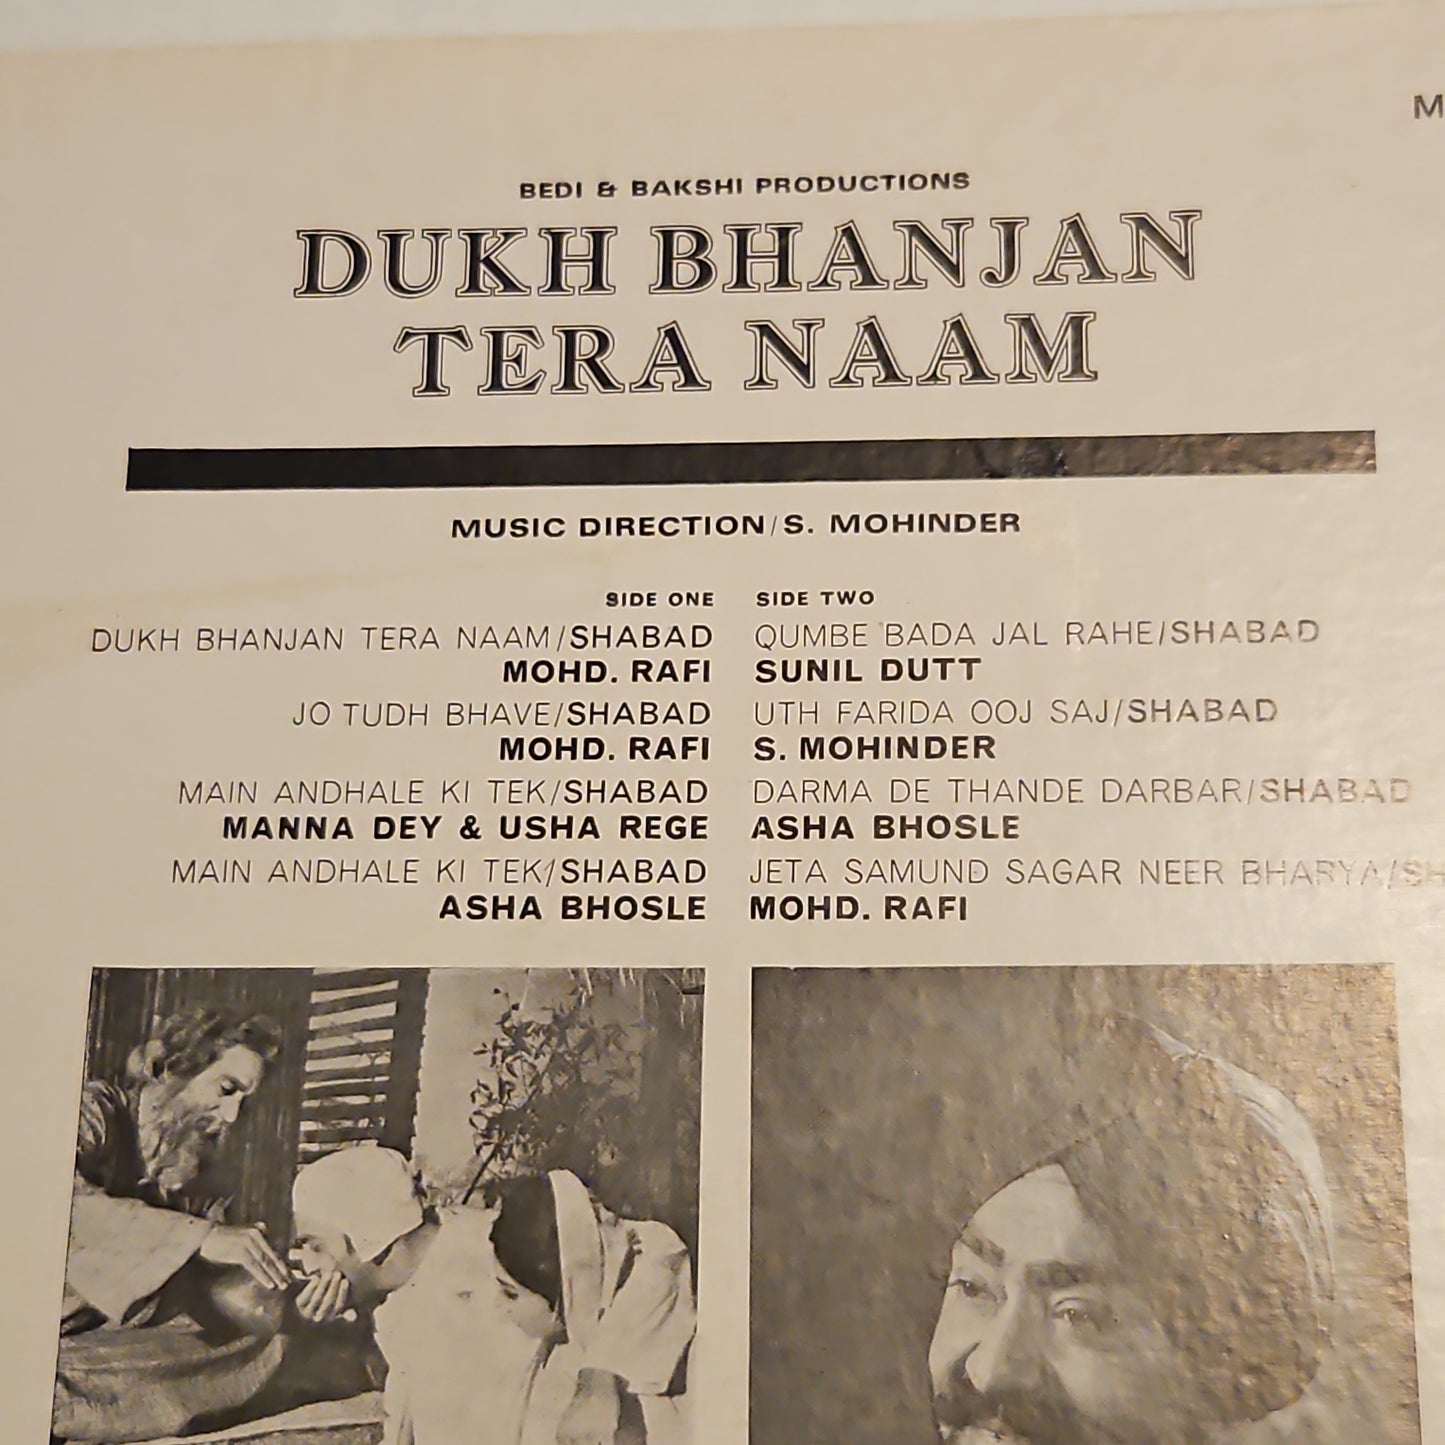 M
BEDI & BAKSHI PRODUCTIONS
DUKH BHANJAN
TERA NAAM
MUSIC DIRECTION/S. MOHINDER
SIDE ONE
DUKH BHANJAN TERA NAAM/SHABAD
MOHD. RAFI
JO TUDH BHAVE/SHABAD
MOHD. RAFI
MAIN ANDHALE KI TEK/SHABAD
MANNA DEY & USHA REGE
MAIN ANDHALE KI TEK/SHABAD
ASHA BHOSLE
SIDE TWO
QUMBE BADA JAL RAHE/SHABAD
SUNIL DUTT
UTH FARIDA OOJ SAJ/SHABAD
S. MOHINDER
DARMA DE THANDE DARBAR/SHABAD
ASHA BHOSLE
JETA SAMUND SAGAR NEER BHARYA/SH
MOHD. RAFI